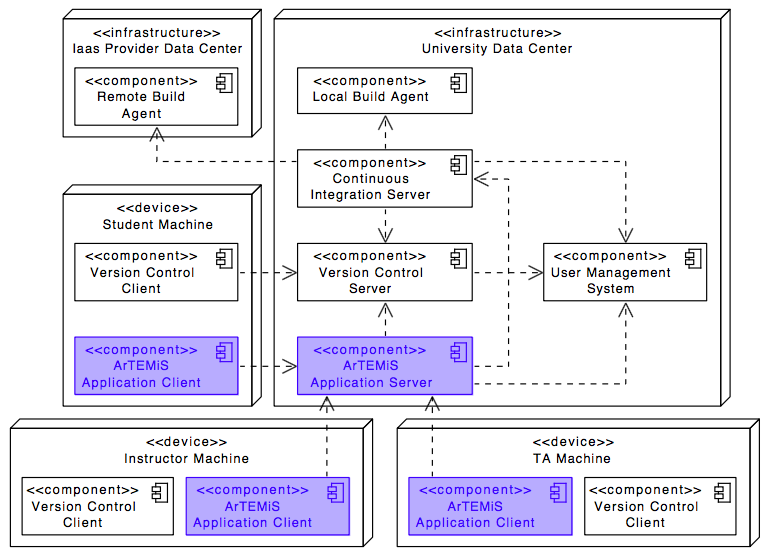 <<infrastructure>>
Iaas Provider Data Center
<<component>>
Remote Build
Agent
<<infrastructure>>
University Data Center
<<component>>
Local Build Agent
<<component>>
Continuous
Integration Server
<<device>>
Student Machine
<<component>>
Version Control
Client
<<component>>
Version Control
Server
<<component>>
User Management
System
<<component>>
ArTEMiS
Application Client
<<component>>
ArTEMiS
Application Server
<<device>>
Instructor Machine
<<component>>
Version Control
Client
<<component>>
ArTEMiS
Application Client
<<device>>
TA Machine
<<component>>
ArTEMiS
Application Client
<<component>>
Version Control
Client